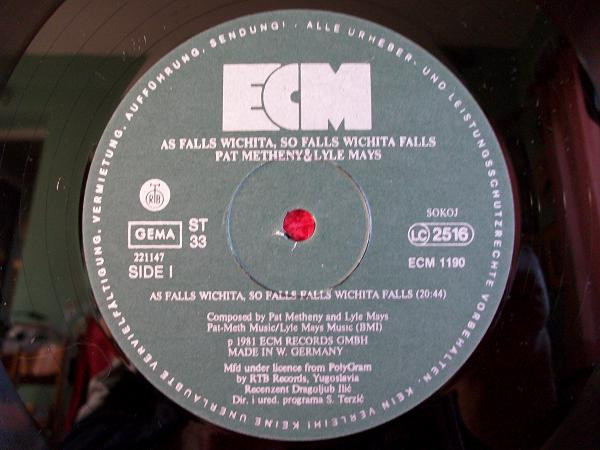 ALLE URHEBER- UND LEISTUNGSSCHUTZRECHTE VORBEHALTEN. KEIN VERLEIH! KEINE UNERLAUBTE VERVIELFÄLTIGUNG, VERMIETUNG, AUFFÜHRUNG, SENDUNG! ·
ECM
AS FALLS WICHITA, SO FALLS WICHITA FALLS
PAT METHENY&LYLE MAYS
RTB
SOKOJ
GEMA
ST
33
LC 2516
221147
SIDE I
ECM 1190
AS FALLS WICHITA, SO FALLS FALLS WICHITA FALLS (20:44)
Composed by Pat Metheny and Lyle Mays
Pat-Meth Music/Lyle Mays Music (BMI)
p 1981 ECM RECORDS GMBH
MADE IN W. GERMANY
Mfd under licence from PolyGram
by RTB Records, Yugoslavia
Recenzent Dragoljub Ilić
Dir. i ured. programa S. Terzić